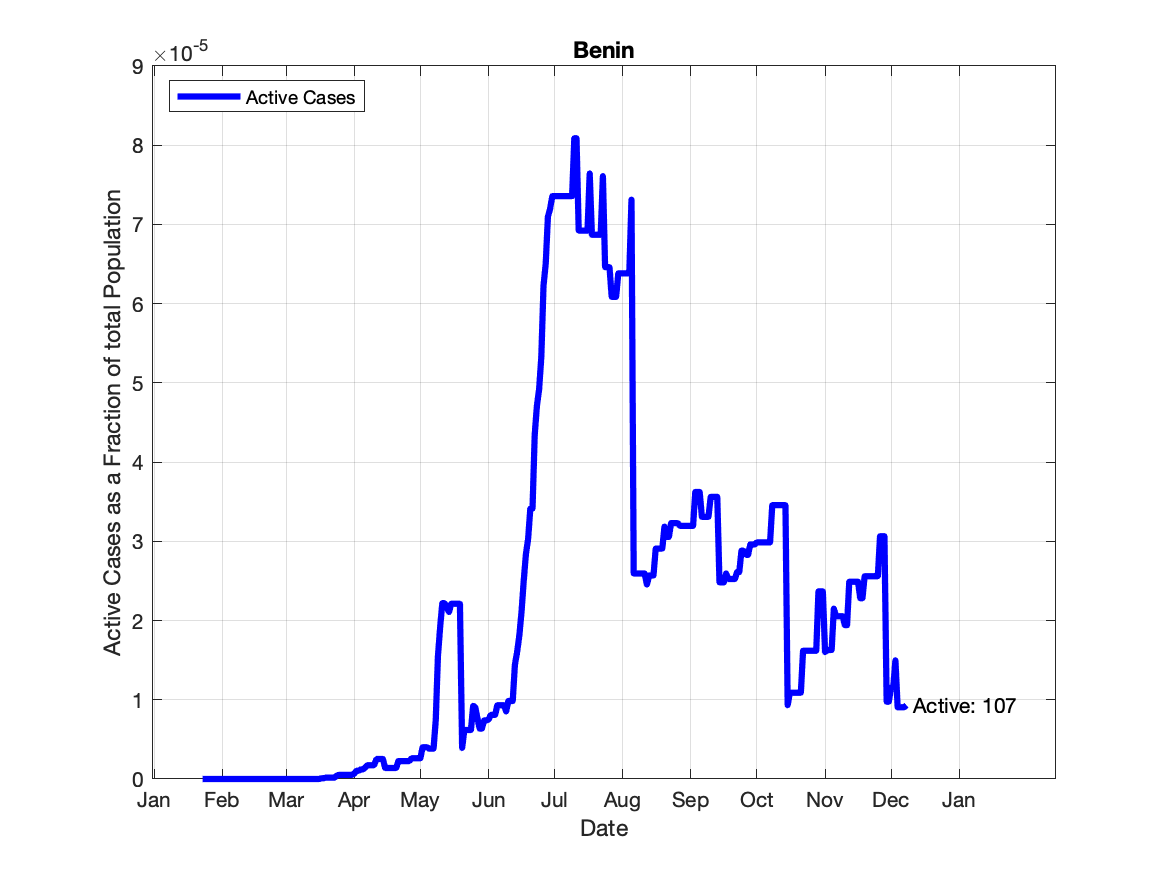 Benin
×10-5
Active Cases
9
8
7
6
5
4
3
2
1
0
Active Cases as a Fraction of total Population
Active: 107
Jan Feb Mar Apr May Jun Jul Aug Sep Oct Nov Dec Jan
Date